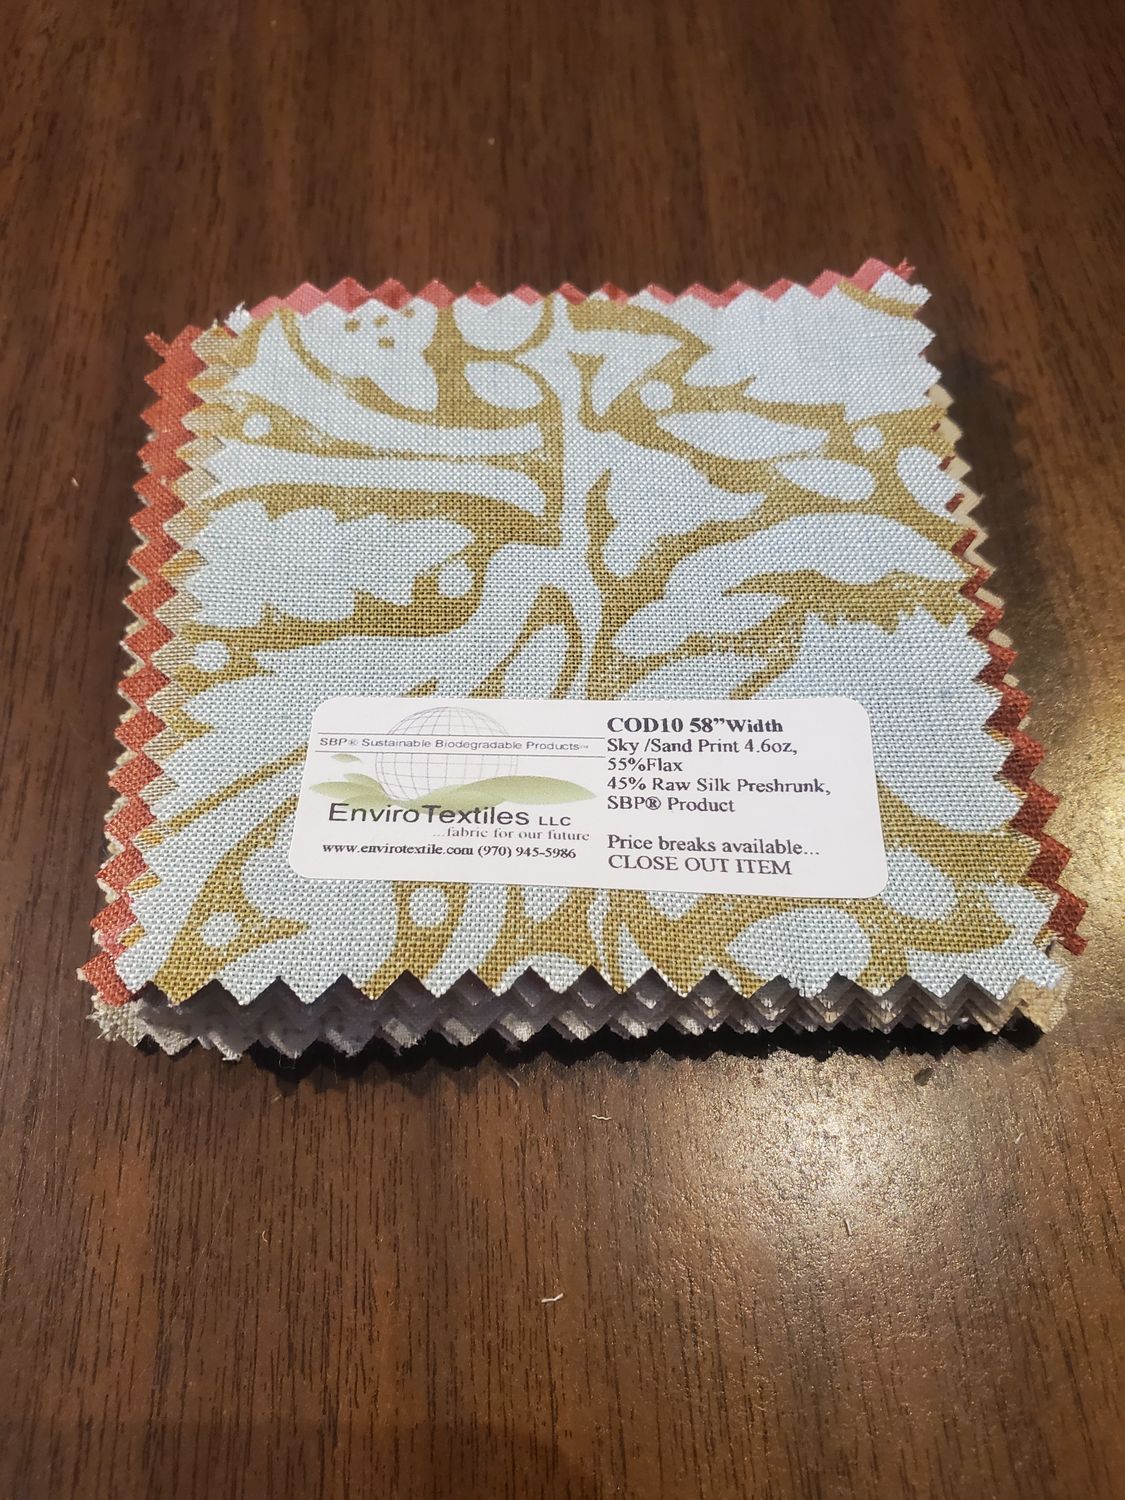 SBP® Sustainable Biodegradable Products™
EnviroTextiles LLC
...fabric for our future
www.envirotextile.com (970) 945-5986
COD10 58”Width
Sky /Sand Print 4.6oz,
55%Flax
45% Raw Silk Preshrunk,
SBP® Product
Price breaks available...
CLOSE OUT ITEM